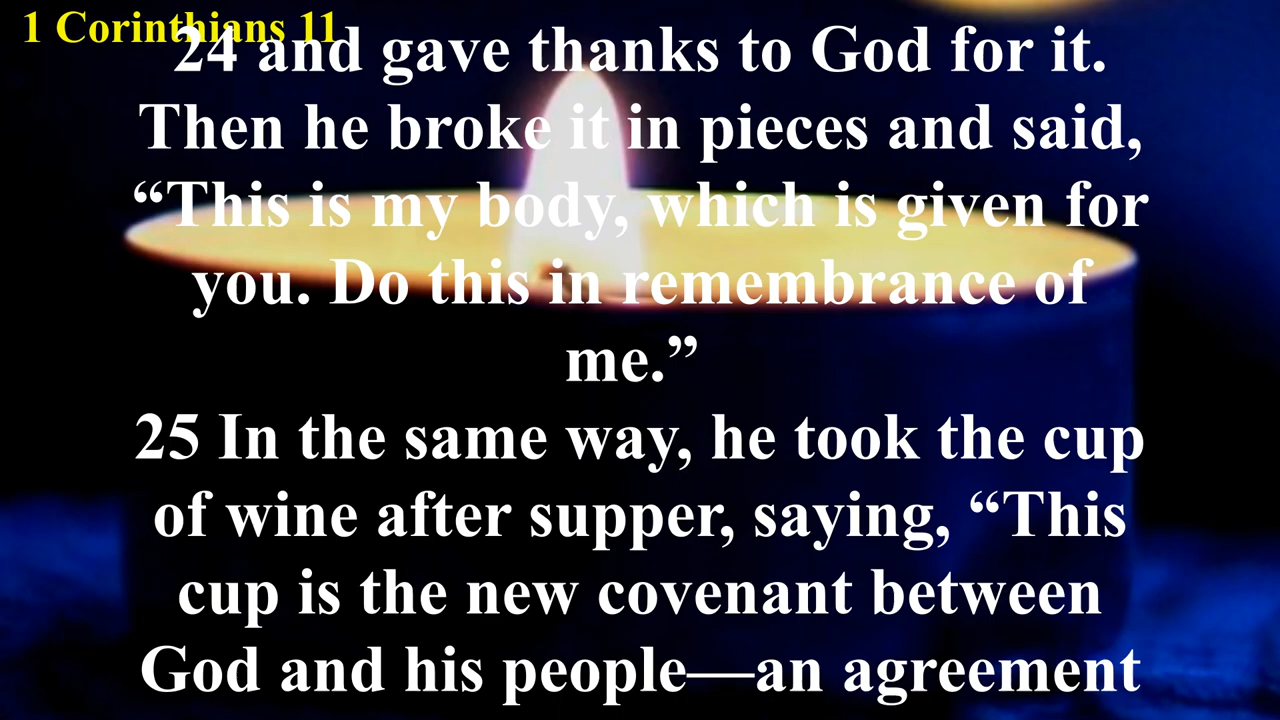 1 Corinthians 11
24 and gave thanks to God for it.
Then he broke it in pieces and said,
“This is my body, which is given for
you. Do this in remembrance of
me.”
25 In the same way, he took the cup
of wine after supper, saying, “This
cup is the new covenant between
God and his people—an agreement